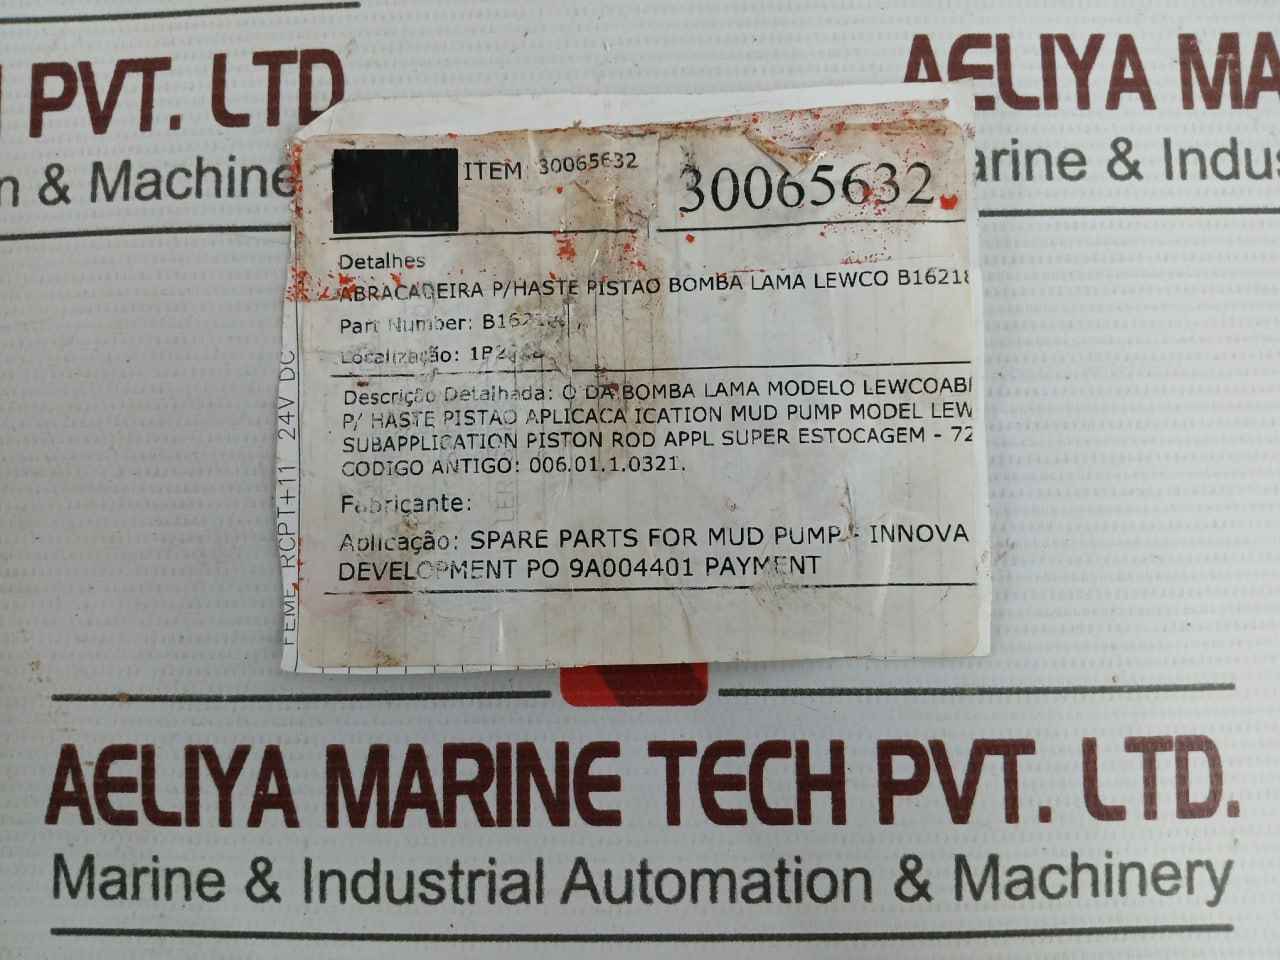 H PVT. LTD
n & Machine
AELIYA MA
arine & Indus
ITEM: 30065632
30065632
Detalhes
ABRACADEIRA P/HASTE PISTAO BOMBA LAMA LEWCO B16218
Part Number:
Localização:
Descrição Detalhada: O DA BOMBA LAMA MODELO LEWCOABI
P/ HASTE PISTAO APLICACA ICATION MUD PUMP MODEL LEW
SUBAPPLICATION PISTON ROD APPL SUPER ESTOCAGEM - 72
CODIGO ANTIGO: 006.01.1.0321.
Fabricante:
Aplicação: SPARE PARTS FOR MUD PUMP - INNOVA
DEVELOPMENT PO 9A004401 PAYMENT
RCPT+11 24V DC
AELIYA MARINE TECH PVT. LTD.
Marine & Industrial Automation & Machinery